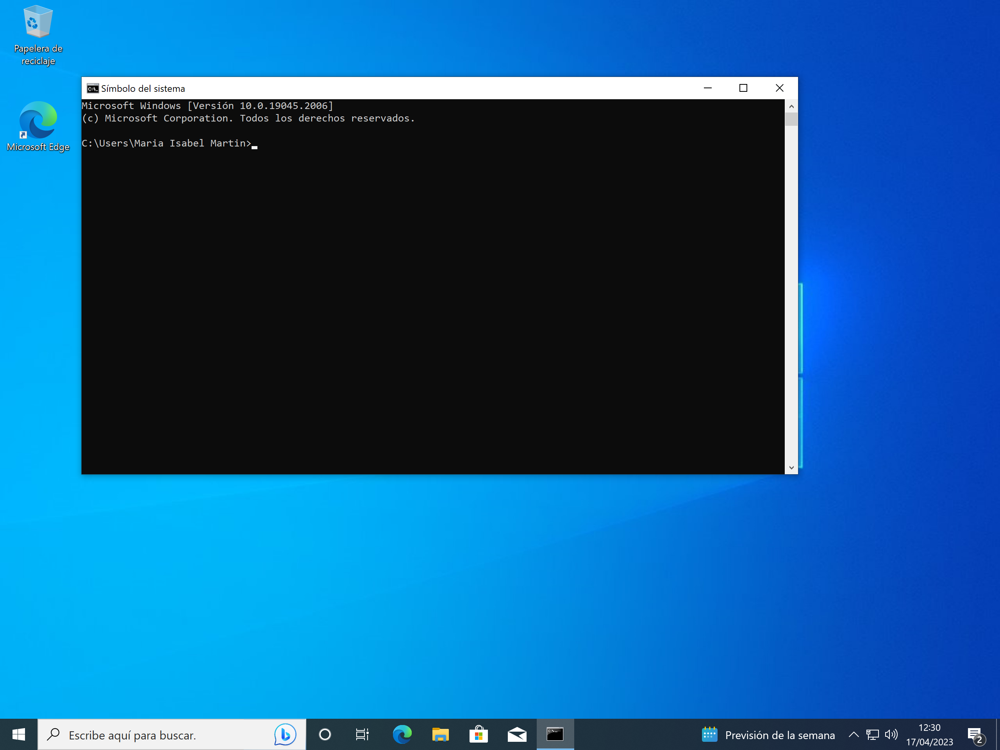 Papelera de
reciclaje
Microsoft Edge
Símbolo del sistema
Microsoft Windows [Versión 10.0.19045.2006]
(c) Microsoft Corporation. Todos los derechos reservados.
C:\Users\Maria Isabel Martin>
Escribe aquí para buscar.
Previsión de la semana
12:30
17/04/2023
2